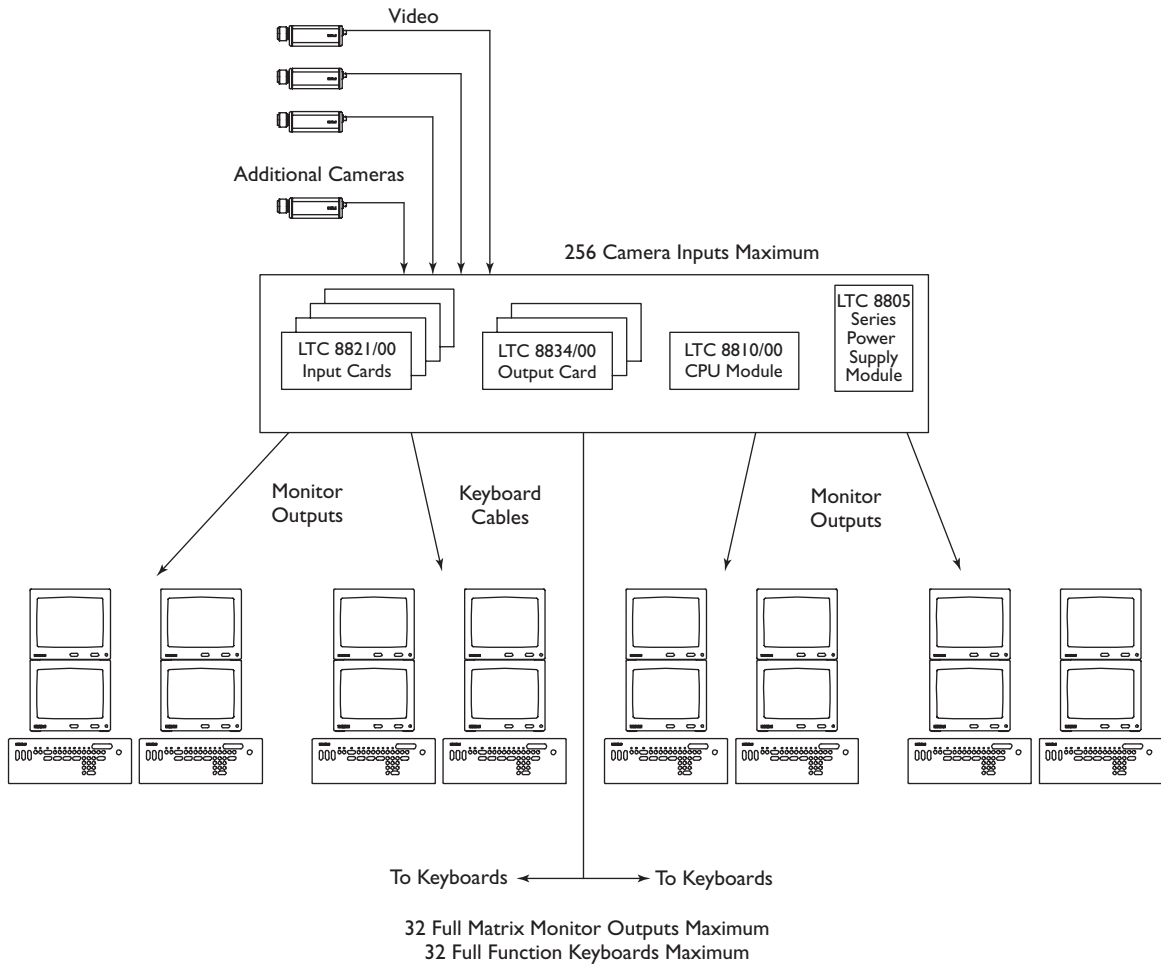 Video
Additional Cameras
256 Camera Inputs Maximum
LTC 8821/00
Input Cards
LTC 8834/00
Output Card
LTC 8810/00
CPU Module
LTC 8805
Series
Power
Supply
Module
Monitor
Outputs
Keyboard
Cables
Monitor
Outputs
To Keyboards
To Keyboards
32 Full Matrix Monitor Outputs Maximum
32 Full Function Keyboards Maximum